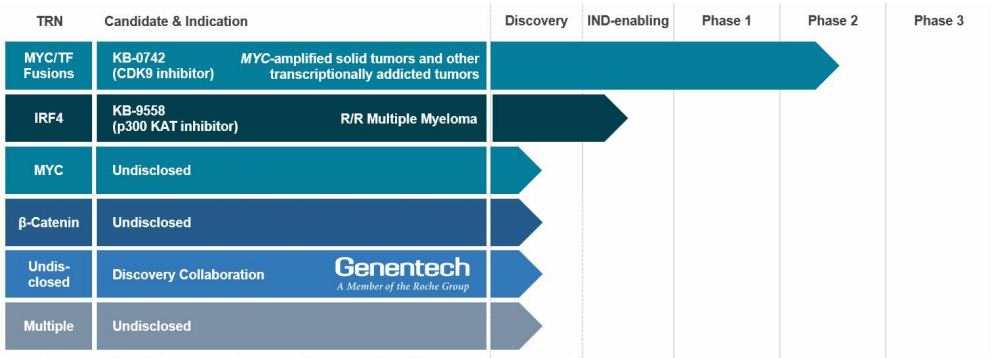 TRN Candidate & Indication Discovery IND-enabling Phase 1 Phase 2 Phase 3
MYC/TF
Fusions
KB-0742
(CDK9 inhibitor)
MYC-amplified solid tumors and other
transcriptionally addicted tumors
IRF4
KB-9558
(p300 KAT inhibitor)
R/R Multiple Myeloma
MYC
Undisclosed
β-Catenin
Undisclosed
Undis-
closed
Discovery Collaboration
Genentech
A Member of the Roche Group
Multiple
Undisclosed